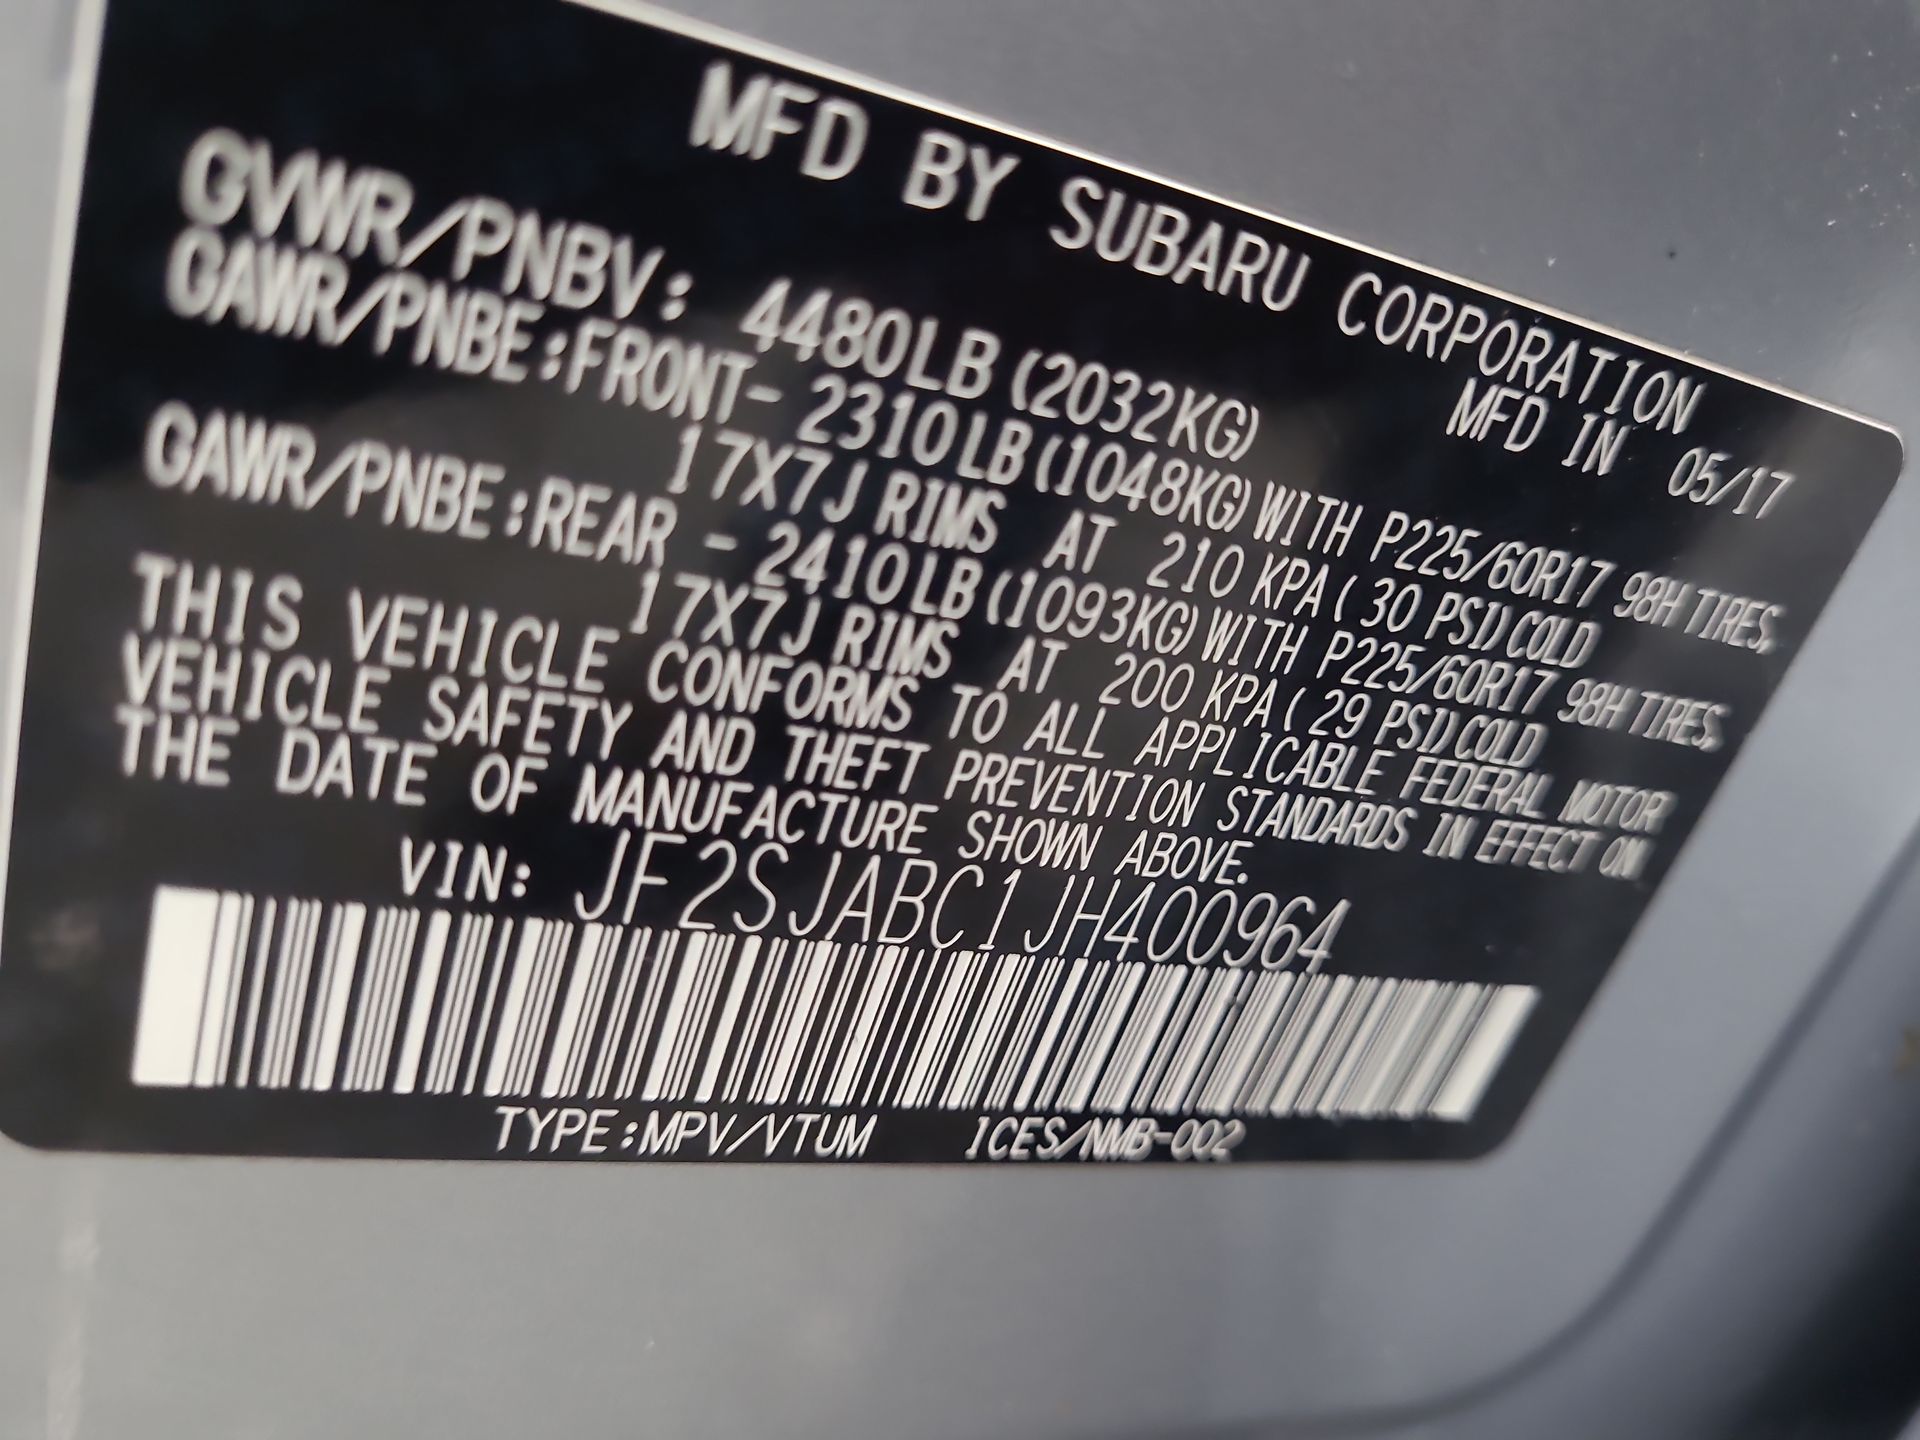 MFD BY SUBARU CORPORATION
MFD IN 05/17
GVWR/PNBV: 4480LB (2032KG)
GAWR/PNBE:FRONT- 2310LB(1048KG)WITH P225/60R17 98H TIRES,
17X7J RIMS AT 210 KPA( 30 PSI)COLD
GAWR/PNBE:REAR - 2410LB(1093KG)WITH P225/60R17 98H TIRES,
17X7J RIMS AT 200 KPA( 29 PSI)COLD
THIS VEHICLE CONFORMS TO ALL APPLICABLE FEDERAL MOTOR
VEHICLE SAFETY AND THEFT PREVENTION STANDARDS IN EFFECT ON
THE DATE OF MANUFACTURE SHOWN ABOVE.
VIN: JF2SJABC1JH400964
TYPE:MPV/VTUM ICES/NMB-002